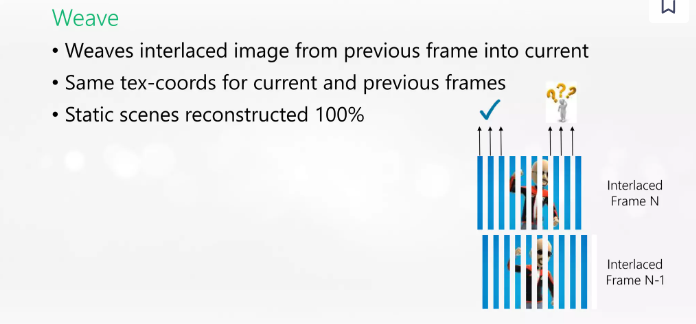 Weave
• Weaves interlaced image from previous frame into current
• Same tex-coords for current and previous frames
• Static scenes reconstructed 100%
???
Interlaced
Frame N
Interlaced
Frame N-1